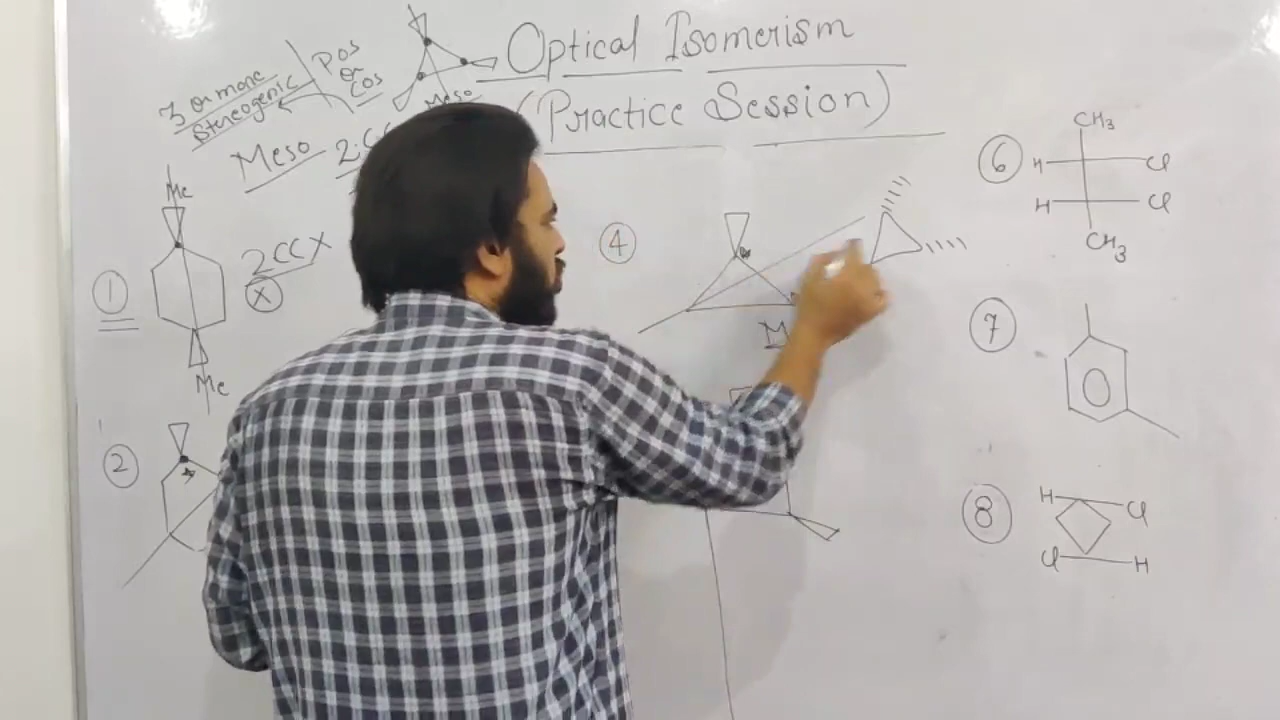 Optical Isomerism
(Practice Session)
3 or more
Stereogenic
POS
or
COS
Meso
Meso
1
Me
Me
2CC X
X
2
4
6
CH3
H Cl
H Cl
CH3
7
8
H Cl
Cl H